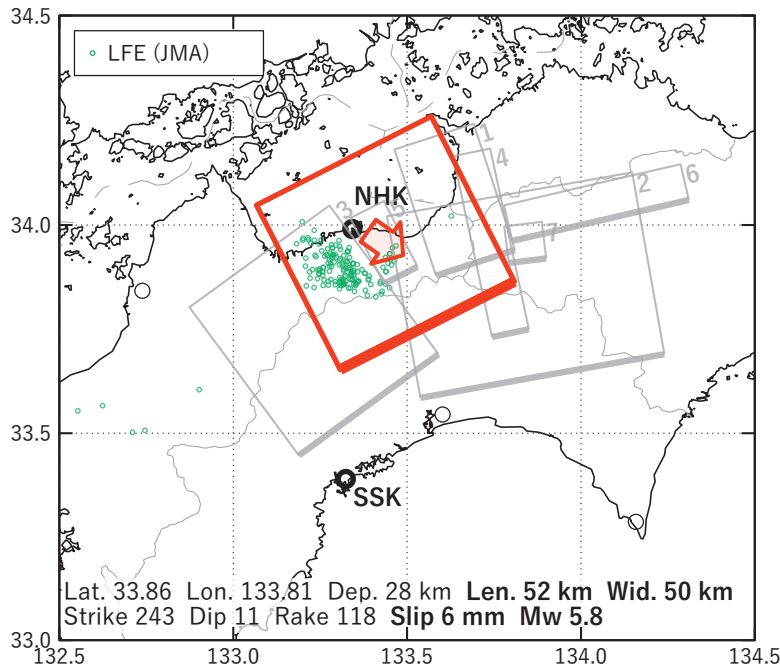 34.5
LFE (JMA)
1
4
NHK
6
2
3
5
34.0
7
33.5
SSK
Lat. 33.86 Lon. 133.81 Dep. 28 km Len. 52 km Wid. 50 km
Strike 243 Dip 11 Rake 118 Slip 6 mm Mw 5.8
33.0
132.5 133.0 133.5 134.0 134.5